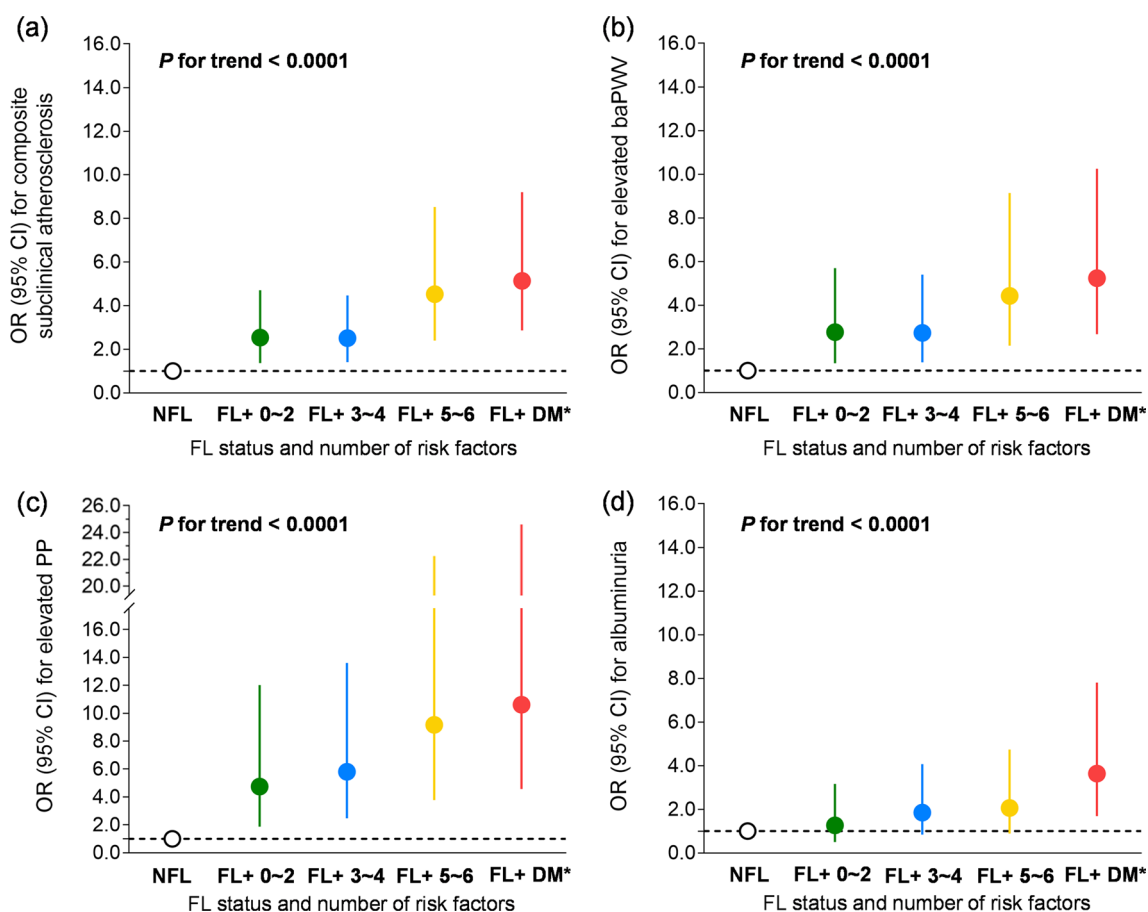 (a)
16.0
14.0
12.0
10.0
8.0
6.0
4.0
2.0
0.0
P for trend < 0.0001
OR (95% CI) for composite
subclinical atherosclerosis
NFL FL+ 0~2 FL+ 3~4 FL+ 5~6 FL+ DM*
FL status and number of risk factors
(b)
16.0
14.0
12.0
10.0
8.0
6.0
4.0
2.0
0.0
P for trend < 0.0001
OR (95% CI) for elevated baPWV
NFL FL+ 0~2 FL+ 3~4 FL+ 5~6 FL+ DM*
FL status and number of risk factors
(c)
26.0
24.0
22.0
20.0
16.0
14.0
12.0
10.0
8.0
6.0
4.0
2.0
0.0
P for trend < 0.0001
OR (95% CI) for elevated PP
NFL FL+ 0~2 FL+ 3~4 FL+ 5~6 FL+ DM*
FL status and number of risk factors
(d)
16.0
14.0
12.0
10.0
8.0
6.0
4.0
2.0
0.0
P for trend < 0.0001
OR (95% CI) for albuminuria
NFL FL+ 0~2 FL+ 3~4 FL+ 5~6 FL+ DM*
FL status and number of risk factors